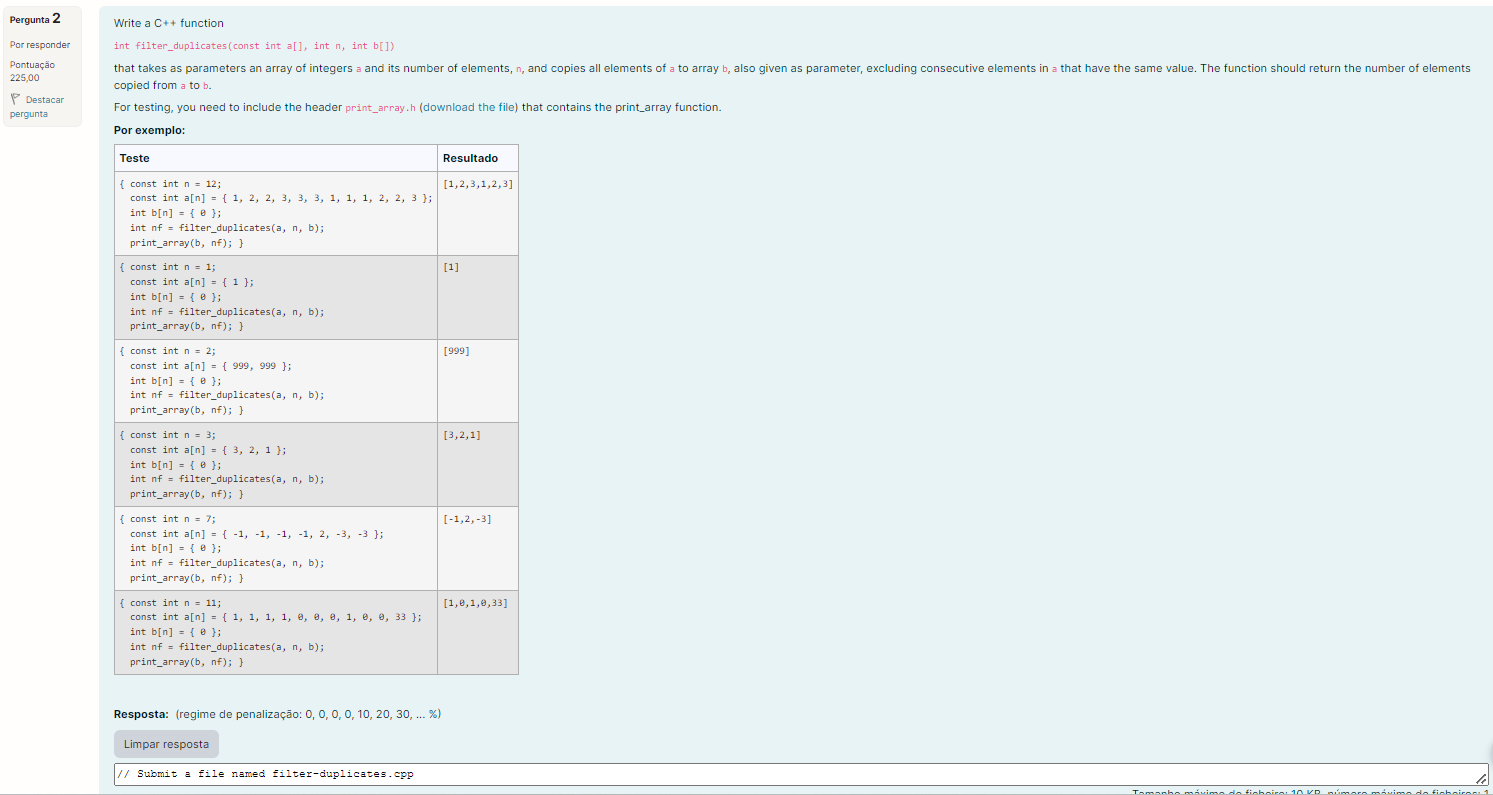 Pergunta 2
Por responder
Pontuação
225,00
Destacar
pergunta
Write a C++ function
int filter_duplicates(const int a[], int n, int b[])
that takes as parameters an array of integers a and its number of elements, n, and copies all elements of a to array b, also given as parameter, excluding consecutive elements in a that have the same value. The function should return the number of elements
copied from a to b.
For testing, you need to include the header print_array.h (download the file) that contains the print_array function.
Por exemplo:
Teste Resultado
{ const int n = 12; [1,2,3,1,2,3]
const int a[n] = { 1, 2, 2, 3, 3, 3, 1, 1, 1, 2, 2, 3 };
int b[n] = { 0 };
int nf = filter_duplicates(a, n, b);
print_array(b, nf); }
{ const int n = 1; [1]
const int a[n] = { 1 };
int b[n] = { 0 };
int nf = filter_duplicates(a, n, b);
print_array(b, nf); }
{ const int n = 2; [999]
const int a[n] = { 999, 999 };
int b[n] = { 0 };
int nf = filter_duplicates(a, n, b);
print_array(b, nf); }
{ const int n = 3; [3,2,1]
const int a[n] = { 3, 2, 1 };
int b[n] = { 0 };
int nf = filter_duplicates(a, n, b);
print_array(b, nf); }
{ const int n = 7; [-1,2,-3]
const int a[n] = { -1, -1, -1, -1, 2, -3, -3 };
int b[n] = { 0 };
int nf = filter_duplicates(a, n, b);
print_array(b, nf); }
{ const int n = 11; [1,0,1,0,33]
const int a[n] = { 1, 1, 1, 1, 0, 0, 0, 1, 0, 0, 33 };
int b[n] = { 0 };
int nf = filter_duplicates(a, n, b);
print_array(b, nf); }
Resposta: (regime de penalização: 0, 0, 0, 0, 10, 20, 30, ... %)
Limpar resposta
// Submit a file named filter-duplicates.cpp
Tamanho máximo do ficheiro: 10 KB, número máximo de ficheiros: 1